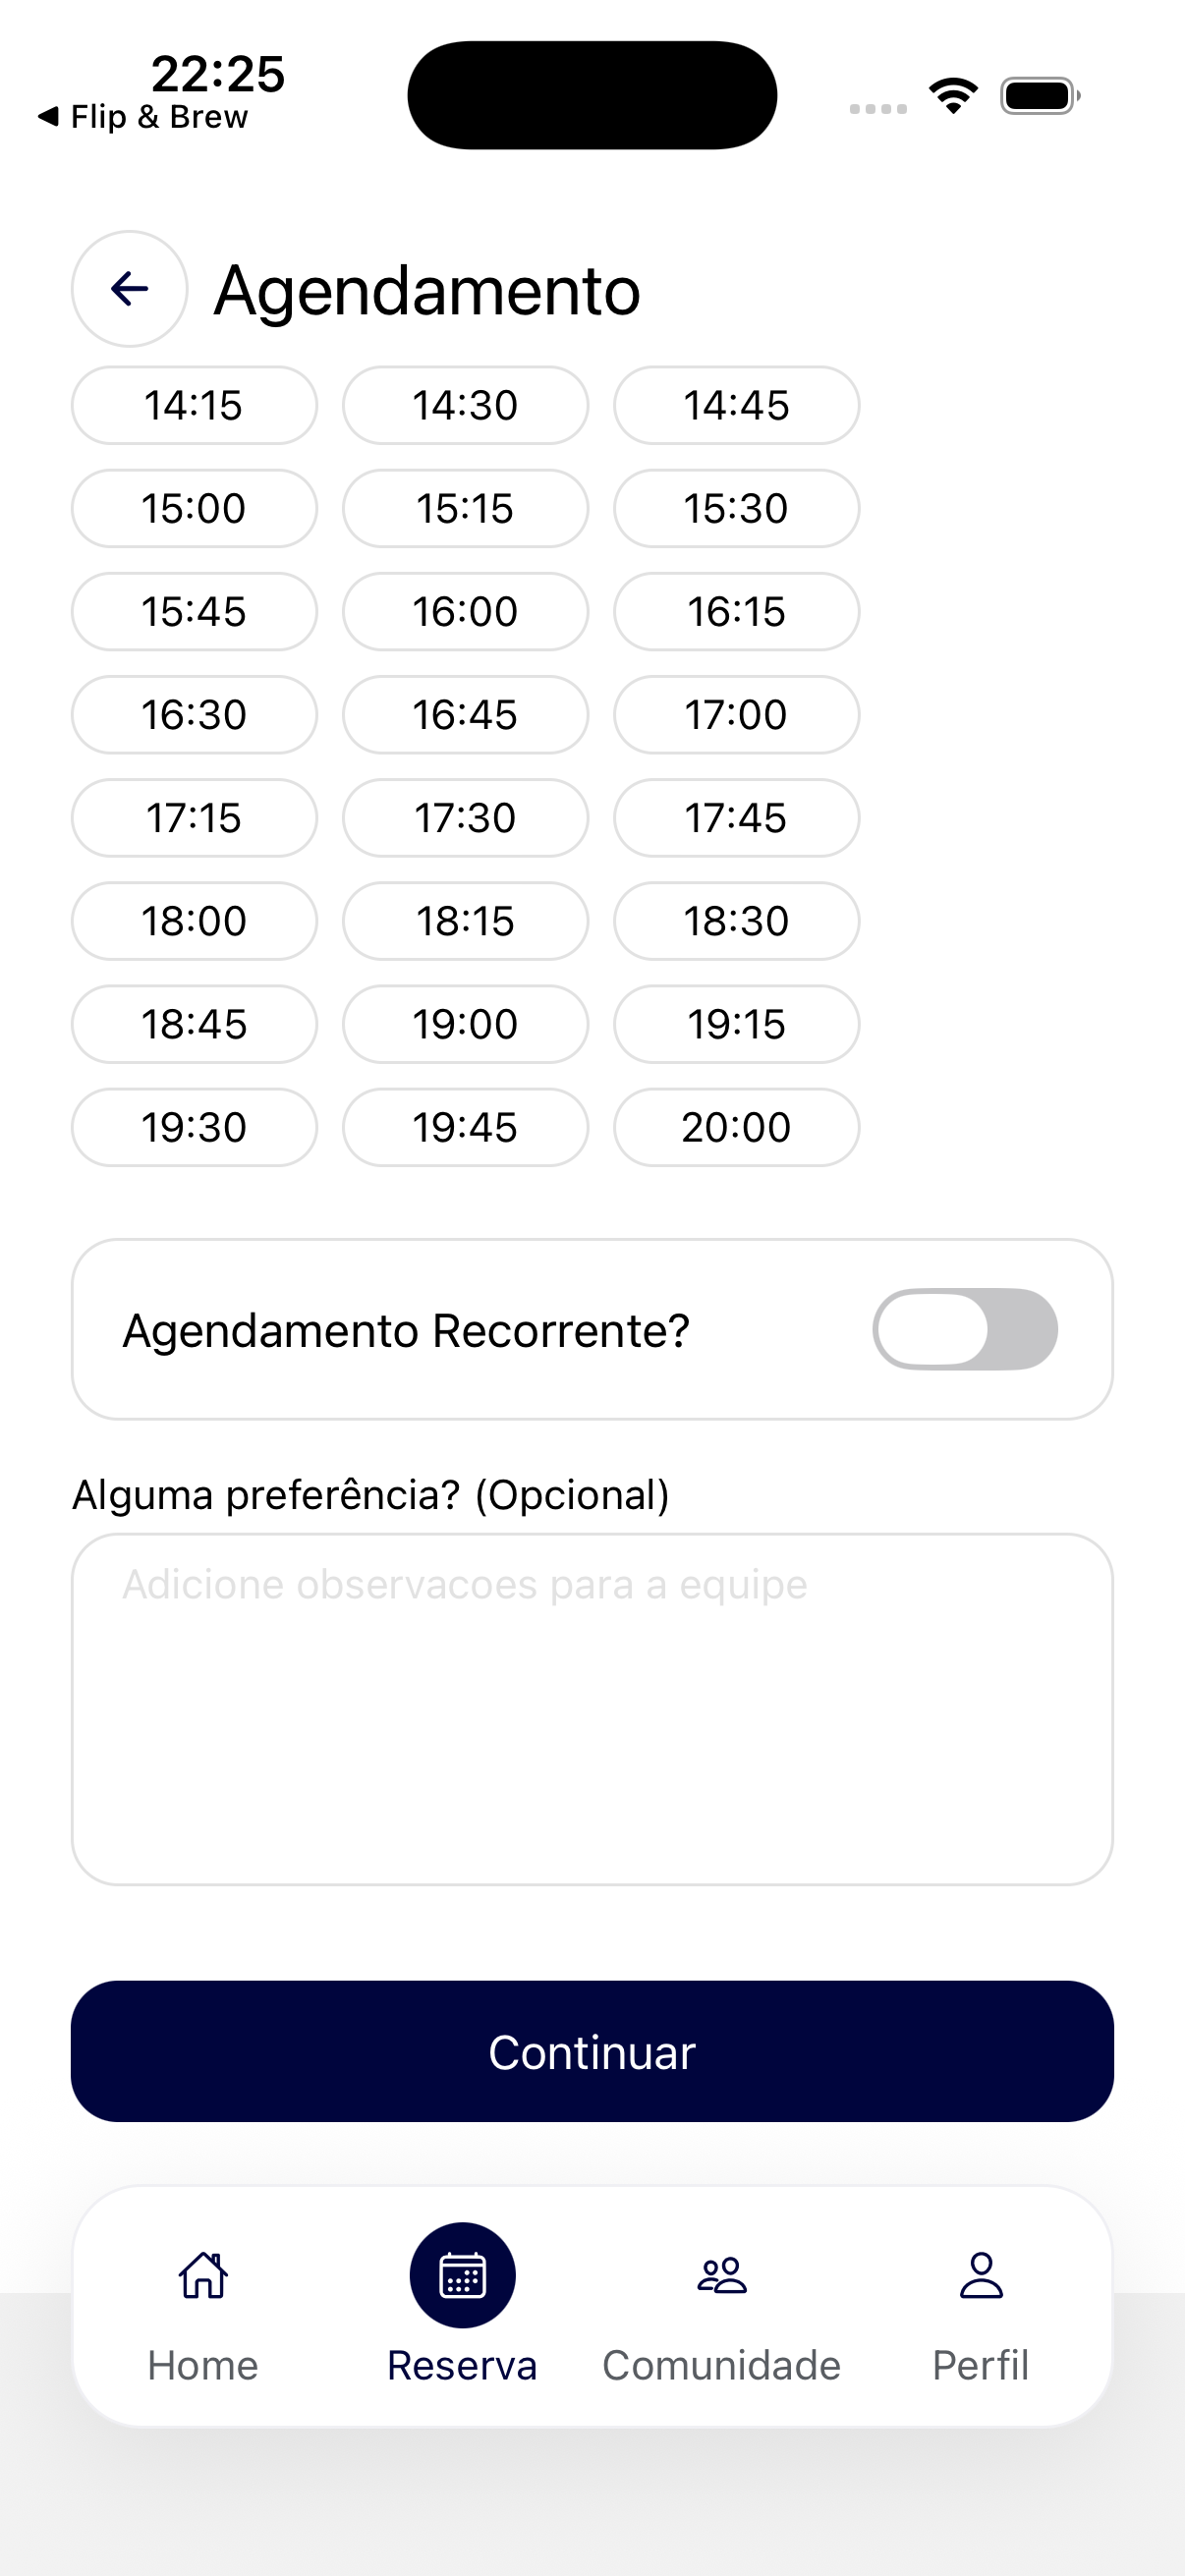 22:25
◀ Flip & Brew
Agendamento
14:15 14:30 14:45
15:00 15:15 15:30
15:45 16:00 16:15
16:30 16:45 17:00
17:15 17:30 17:45
18:00 18:15 18:30
18:45 19:00 19:15
19:30 19:45 20:00
Agendamento Recorrente?
Alguma preferência? (Opcional)
Adicione observacoes para a equipe
Continuar
Home Reserva Comunidade Perfil